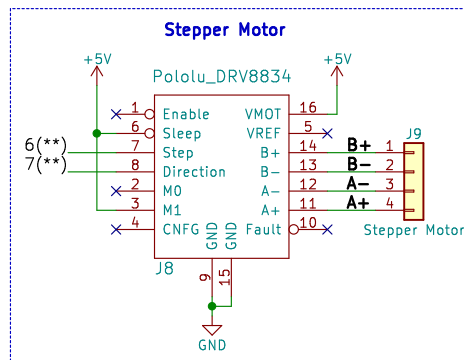 Stepper Motor
+5V +5V
Pololu_DRV8834
1 Enable VMOT 16
6 Sleep VREF 5
6(**) 7 Step B+ 14 B+ 1 J9
7(**) 8 Direction B- 13 B- 2
2 M0 A- 12 A- 3
3 M1 A+ 11 A+ 4
4 CNFG Fault 10 Stepper Motor
GND GND
J8 9 15
GND